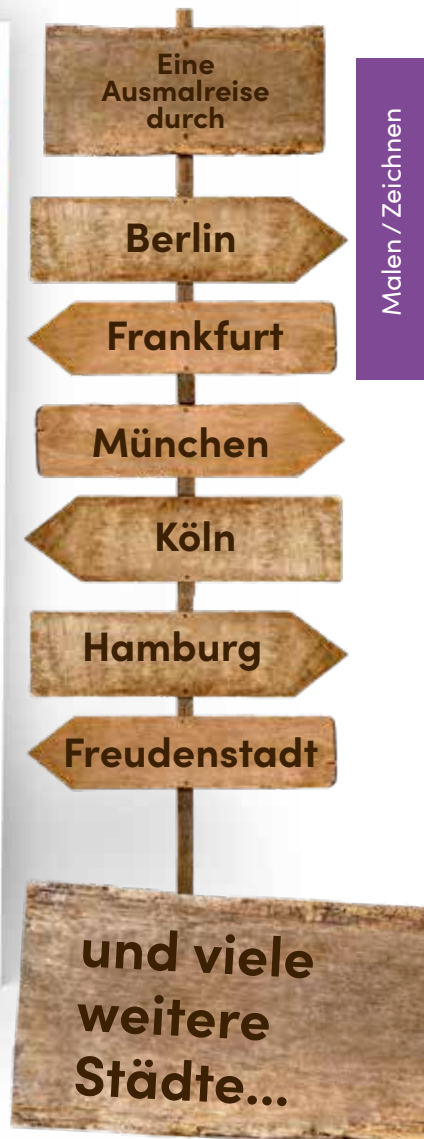 Eine
Ausmalreise
durch
Berlin
Frankfurt
München
Köln
Hamburg
Freudenstadt
und viele
weitere
Städte...
Malen / Zeichnen